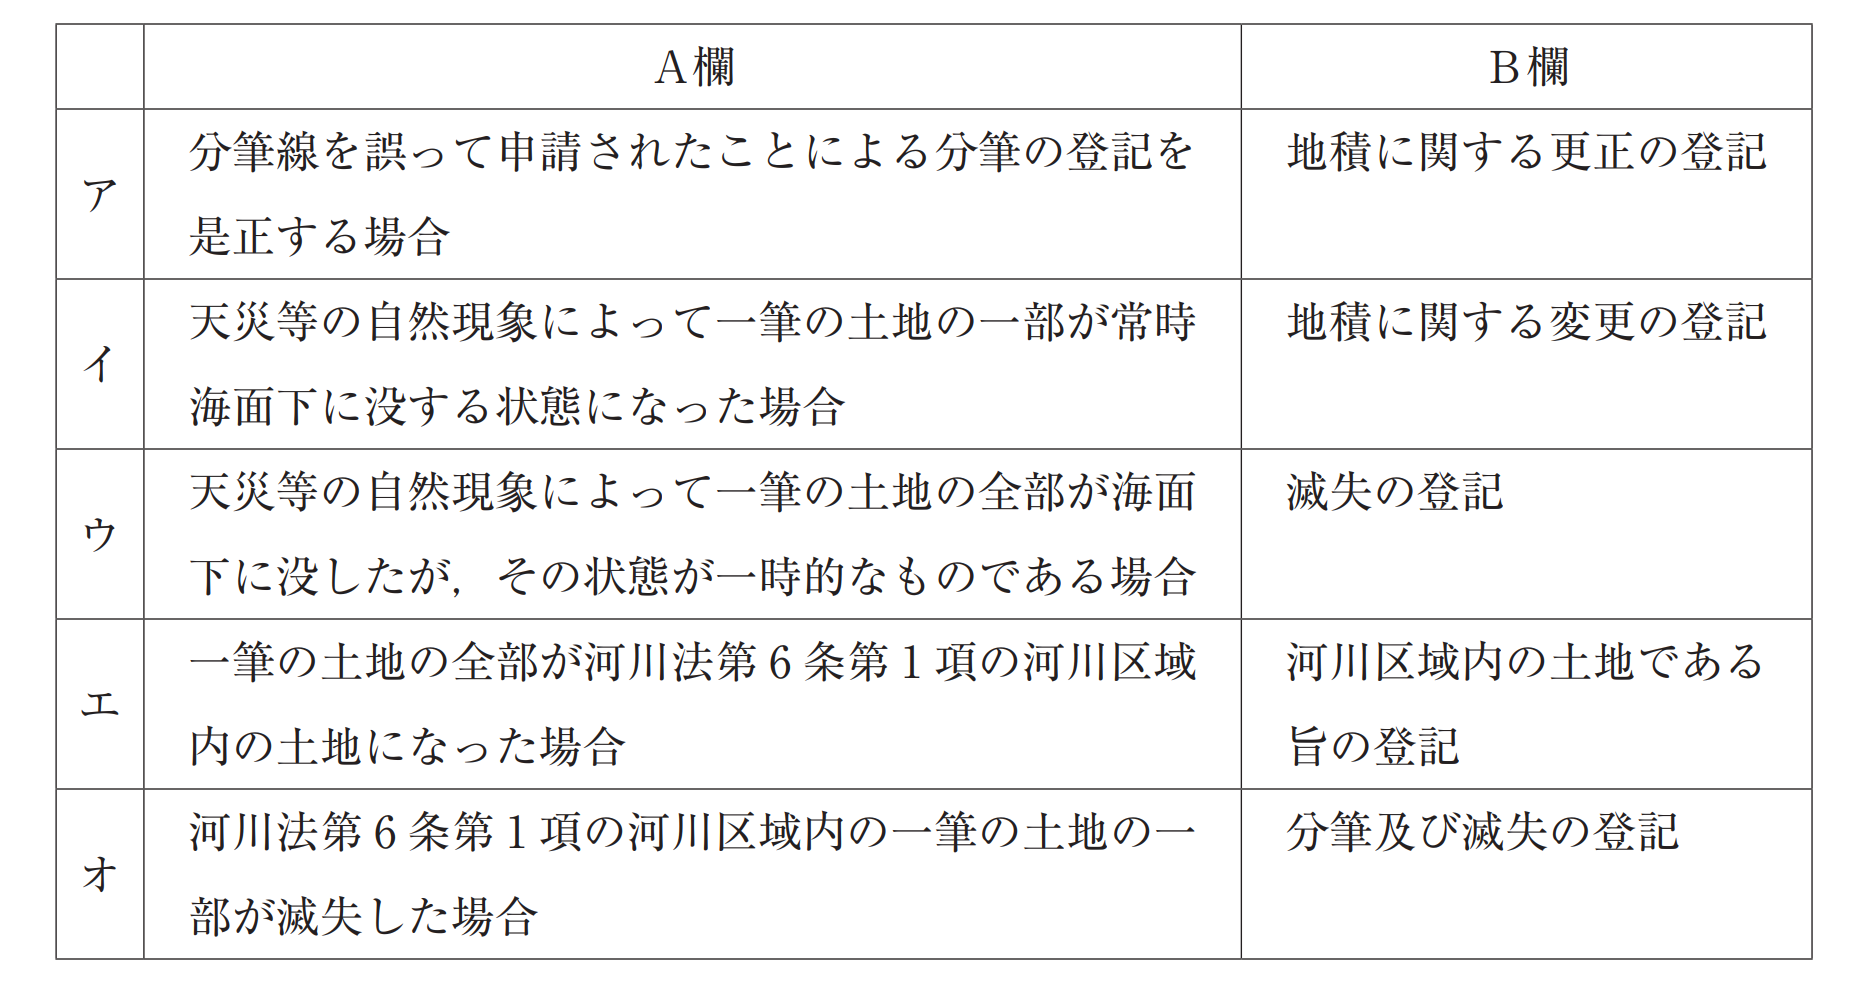 A欄
B欄
ア
分筆線を誤って申請されたことによる分筆の登記を
是正する場合
地積に関する更正の登記
イ
天災等の自然現象によって一筆の土地の一部が常時
海面下に没する状態になった場合
地積に関する変更の登記
ウ
天災等の自然現象によって一筆の土地の全部が海面
下に没したが，その状態が一時的なものである場合
滅失の登記
エ
一筆の土地の全部が河川法第6条第1項の河川区域
内の土地になった場合
河川区域内の土地である
旨の登記
オ
河川法第6条第1項の河川区域内の一筆の土地の一
部が滅失した場合
分筆及び滅失の登記